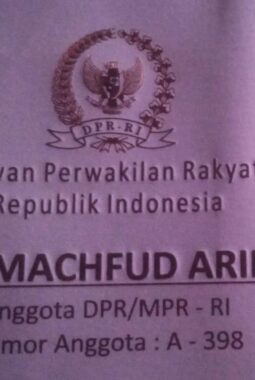 DPR-RI
wan Perwakilan Rakyat
Republik Indonesia
MACHFUD ARI
nggota DPR/MPR - RI
mor Anggota : A - 398